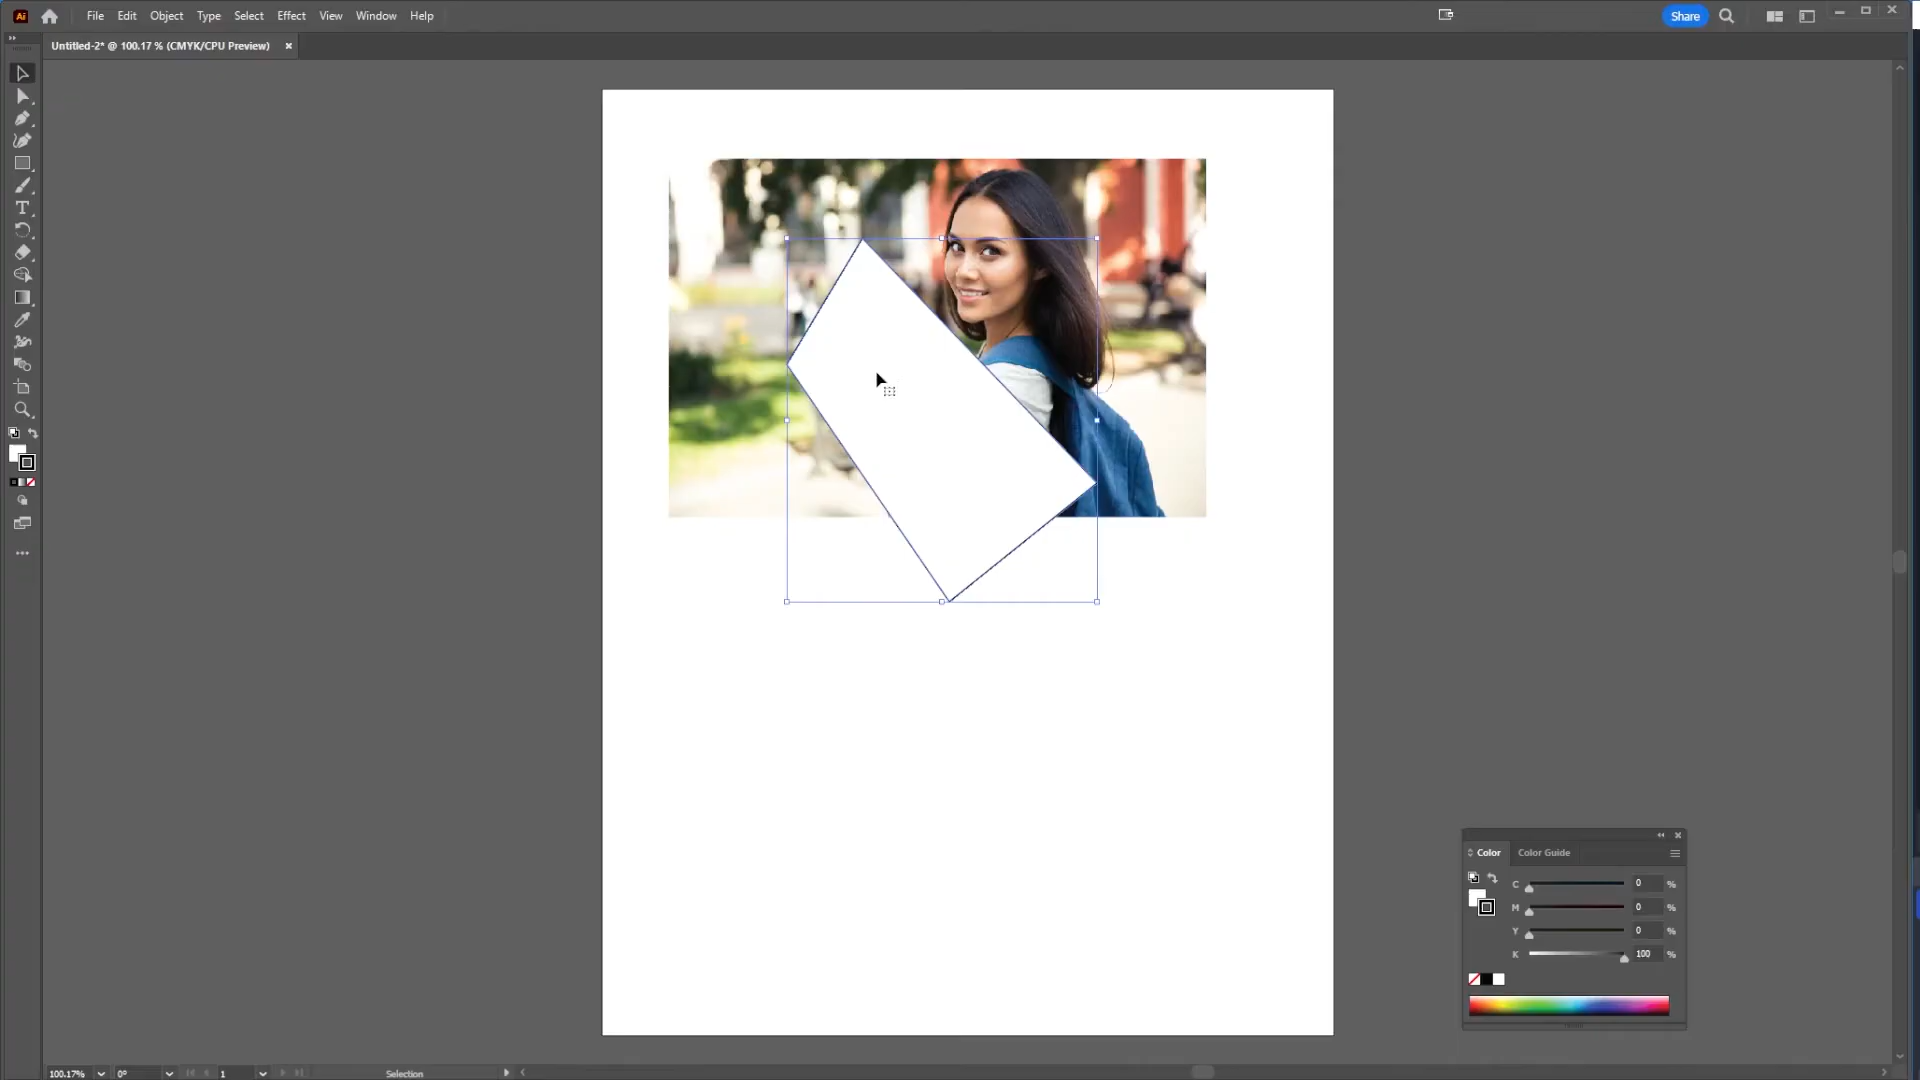 Ai File Edit Object Type Select Effect View Window Help Share
Untitled-2* @ 100.17 % (CMYK/CPU Preview)
Color Color Guide
C 0 %
M 0 %
Y 0 %
K 100 %
100.17% 0° 1 Selection